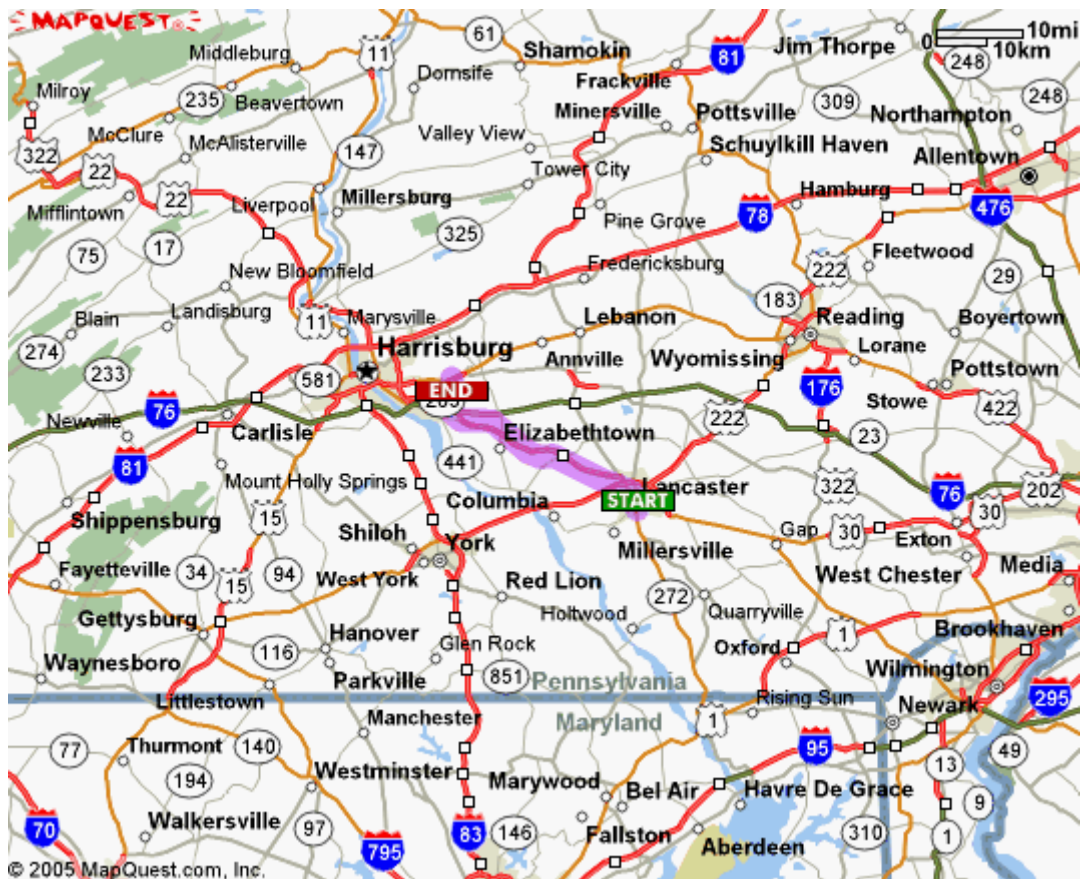 MAPQUEST®
10mi
0
10km
61
11
Middleburg
Shamokin
81
Jim Thorpe
248
Dornsife
Frackville
Milroy
235
Beavertown
Minersville
Pottsville
309
248
Northampton
McClure
McAlisterville
Valley View
322
22
147
Schuylkill Haven
Allentown
Tower City
22
Liverpool
Millersburg
Hamburg
Mifflintown
78
476
Pine Grove
75
17
325
Fleetwood
New Bloomfield
Fredericksburg
222
29
Landisburg
183
Blain
11
Marysville
Lebanon
Reading
Boyertown
274
Harrisburg
Annville
Wyomissing
Lorane
233
581
END
176
Pottstown
76
Stowe
422
Newville
222
Carlisle
Elizabethtown
23
81
441
Mount Holly Springs
Lancaster
322
76
202
Columbia
START
Shippensburg
15
30
Shiloh
Gap
30
Exton
York
Millersville
Fayetteville
34
94
West York
Red Lion
West Chester
Media
15
272
Quarryville
Gettysburg
Holtwood
Hanover
1
Brookhaven
116
Glen Rock
Oxford
Waynesboro
Wilmington
Parkville
851
Pennsylvania
Rising Sun
295
Littlestown
Newark
Manchester
Maryland
1
77
Thurmont
140
95
49
194
Westminster
Marywood
13
Bel Air
Havre De Grace
9
70
Walkersville
97
83
146
Fallston
310
1
795
Aberdeen
© 2005 MapQuest.com, Inc.